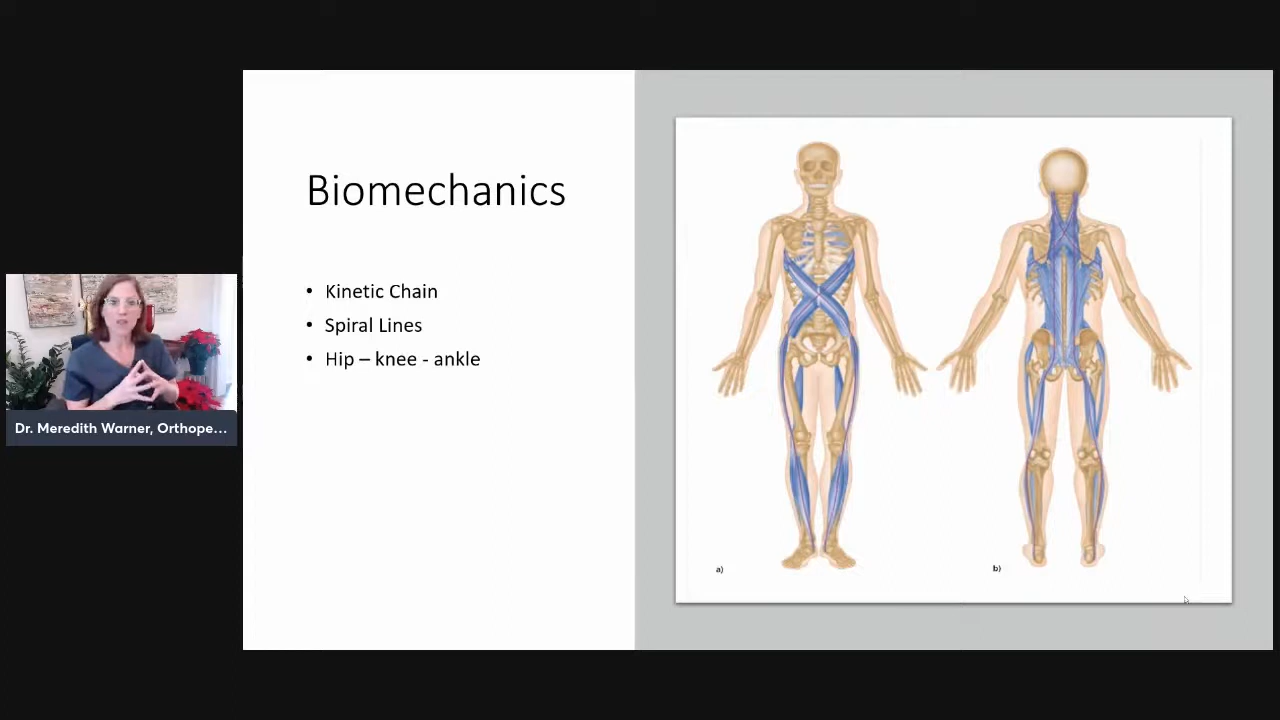 Biomechanics
• Kinetic Chain
• Spiral Lines
• Hip – knee - ankle
a)
b)
Dr. Meredith Warner, Orthope...